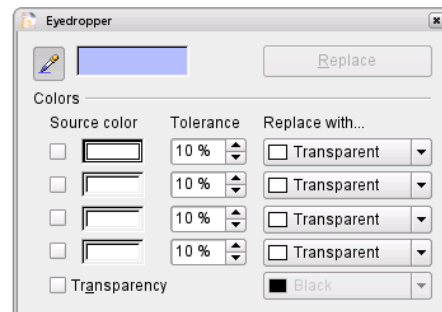 Eyedropper
Replace
Colors
Source color Tolerance Replace with...
10 % Transparent
10 % Transparent
10 % Transparent
10 % Transparent
Transparency Black